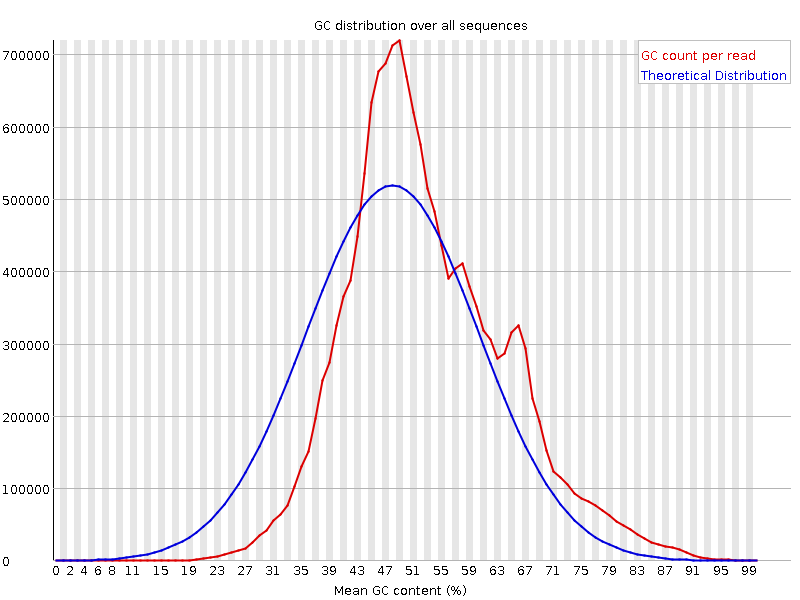 GC distribution over all sequences
GC count per read
Theoretical Distribution
700000
600000
500000
400000
300000
200000
100000
0
0 2 4 6 8 11 15 19 23 27 31 35 39 43 47 51 55 59 63 67 71 75 79 83 87 91 95 99
Mean GC content (%)